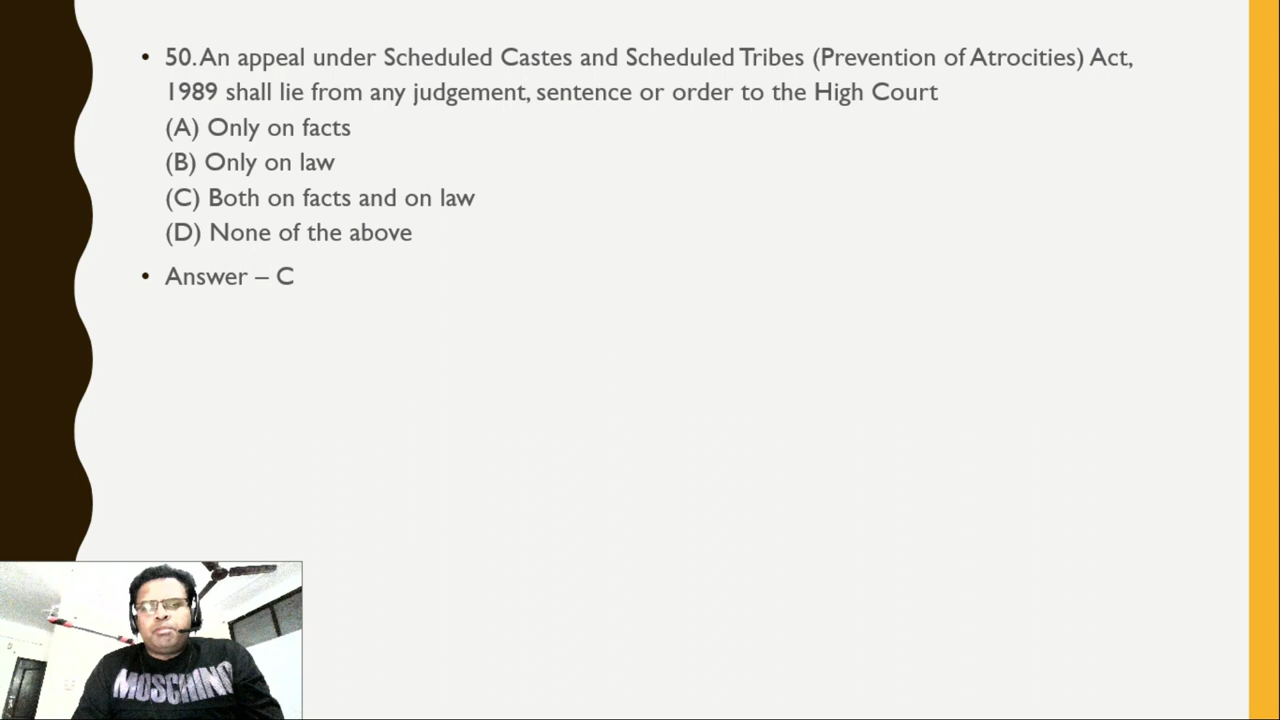 • 50. An appeal under Scheduled Castes and Scheduled Tribes (Prevention of Atrocities) Act,
1989 shall lie from any judgement, sentence or order to the High Court
(A) Only on facts
(B) Only on law
(C) Both on facts and on law
(D) None of the above
• Answer – C
MOSCHINO